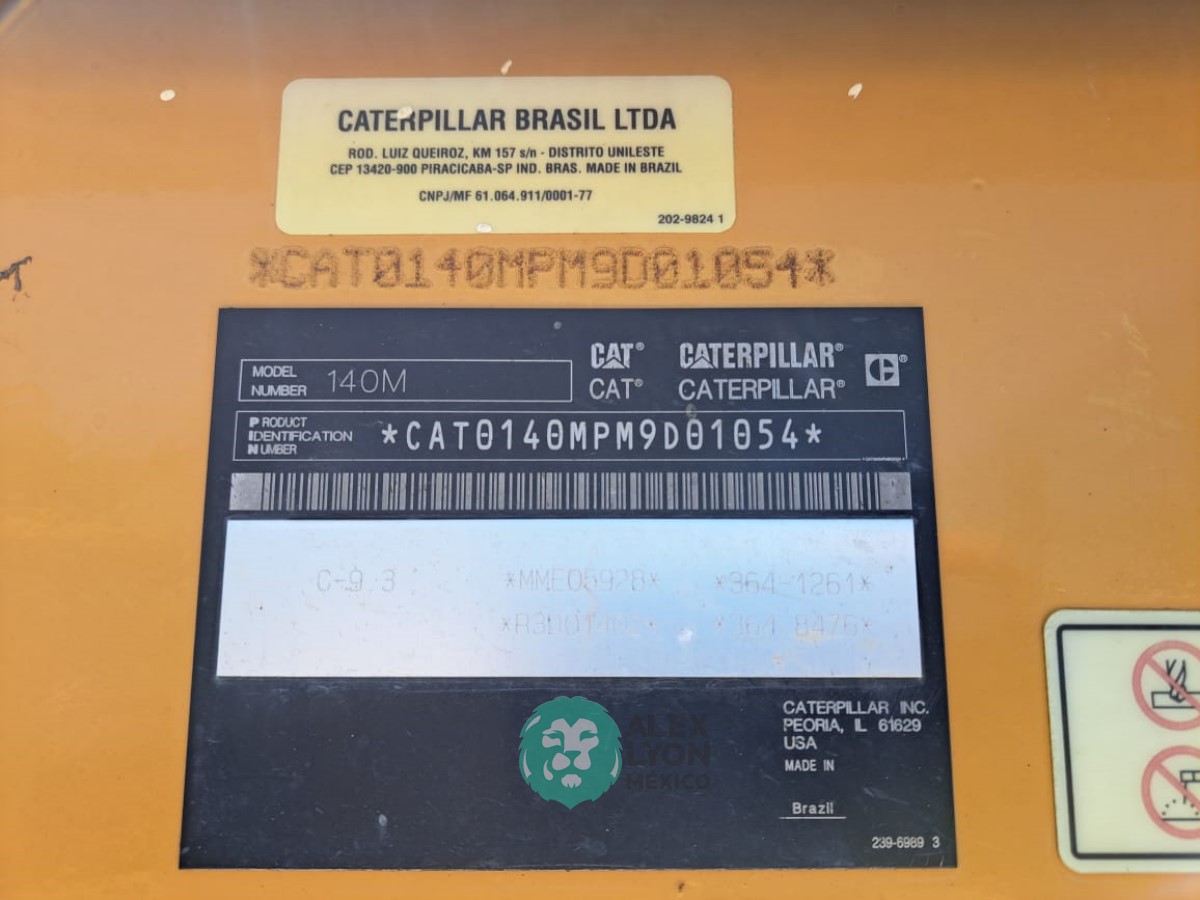 CATERPILLAR BRASIL LTDA
ROD. LUIZ QUEIROZ, KM 157 s/n - DISTRITO UNILESTE
CEP 13420-900 PIRACICABA-SP IND. BRAS. MADE IN BRAZIL
CNPJ/MF 61.064.911/0001-77
202-9824 1
*CAT0140MPM9D01054*
CAT® CATERPILLAR®
MODEL NUMBER 140M
CAT® CATERPILLAR®
PRODUCT IDENTIFICATION NUMBER *CAT0140MPM9D01054*
C-9 3 *MME05928* *364-1261*
CATERPILLAR INC.
PEORIA, IL 61629
USA
MADE IN
Brazil
239-6989 3
ALEX
LYON
MÉXICO